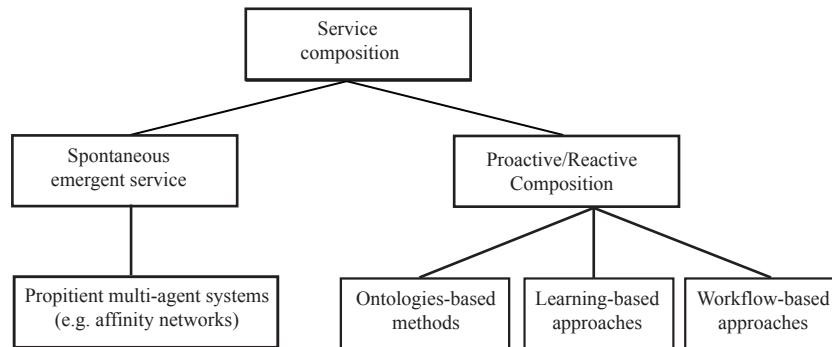 Service
composition
Spontaneous
emergent service
Proactive/Reactive
Composition
Propitient multi-agent systems
(e.g. affinity networks)
Ontologies-based
methods
Learning-based
approaches
Workflow-based
approaches